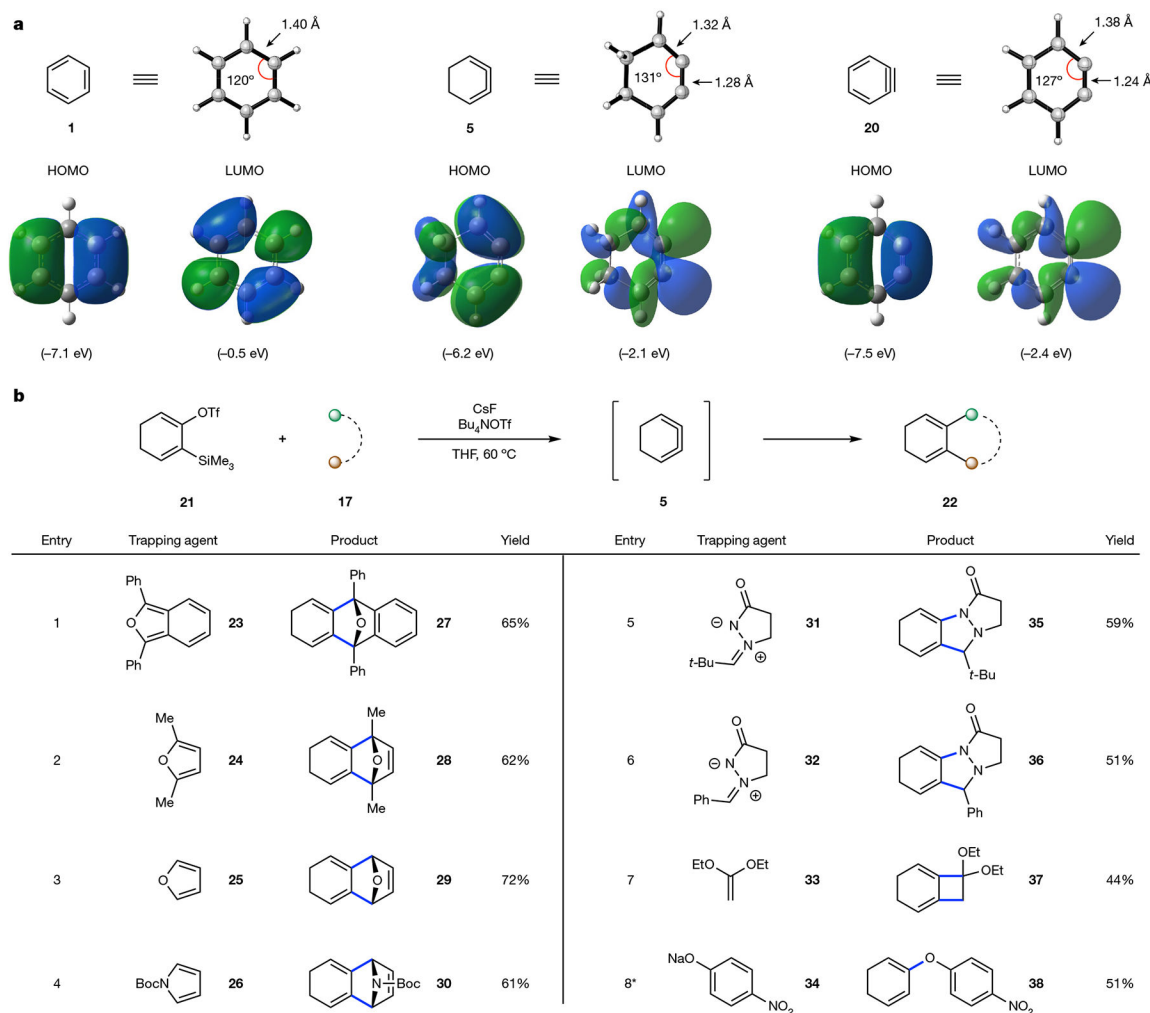 a
1.40 Å
120º
1
1.32 Å
131º
1.28 Å
5
1.38 Å
127º
1.24 Å
20
HOMO
LUMO
HOMO
LUMO
HOMO
LUMO
(–7.1 eV)
(–0.5 eV)
(–6.2 eV)
(–2.1 eV)
(–7.5 eV)
(–2.4 eV)
b
OTf
SiMe3
21
+
17
CsF
Bu4NOTf
THF, 60 ºC
5
22
Entry Trapping agent Product Yield
1
Ph
O
Ph
23
Ph
O
Ph
27
65%
2
Me
O
Me
24
Me
O
Me
28
62%
3
O
25
O
29
72%
4
BocN
26
N–Boc
30
61%
Entry Trapping agent Product Yield
5
O
⊖ N
N
⊕
t-Bu
31
O
N
N
t-Bu
35
59%
6
O
⊖ N
N
⊕
Ph
32
O
N
N
Ph
36
51%
7
EtO OEt
33
OEt
OEt
37
44%
8*
NaO
NO2
34
O
NO2
38
51%